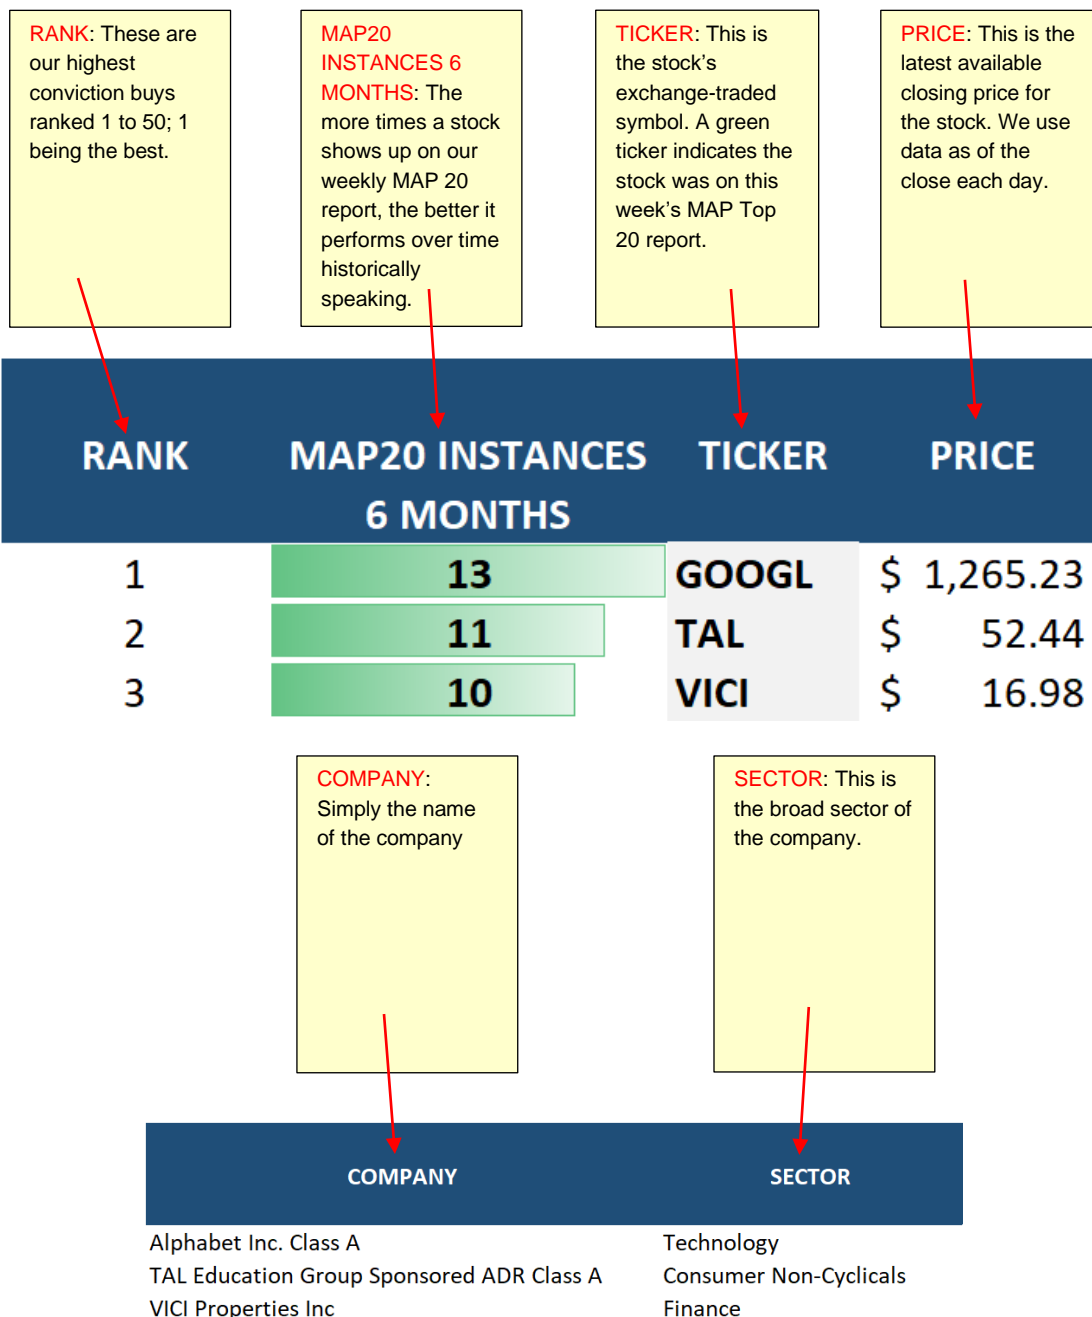 RANK: These are
our highest
conviction buys
ranked 1 to 50; 1
being the best.
MAP20
INSTANCES 6
MONTHS: The
more times a stock
shows up on our
weekly MAP 20
report, the better it
performs over time
historically
speaking.
TICKER: This is
the stock's
exchange-traded
symbol. A green
ticker indicates the
stock was on this
week's MAP Top
20 report.
PRICE: This is the
latest available
closing price for
the stock. We use
data as of the
close each day.
RANK MAP20 INSTANCES TICKER PRICE
6 MONTHS
1 13 GOOGL $ 1,265.23
2 11 TAL $ 52.44
3 10 VICI $ 16.98
COMPANY:
Simply the name
of the company
SECTOR: This is
the broad sector of
the company.
COMPANY SECTOR
Alphabet Inc. Class A Technology
TAL Education Group Sponsored ADR Class A Consumer Non-Cyclicals
VICI Properties Inc Finance